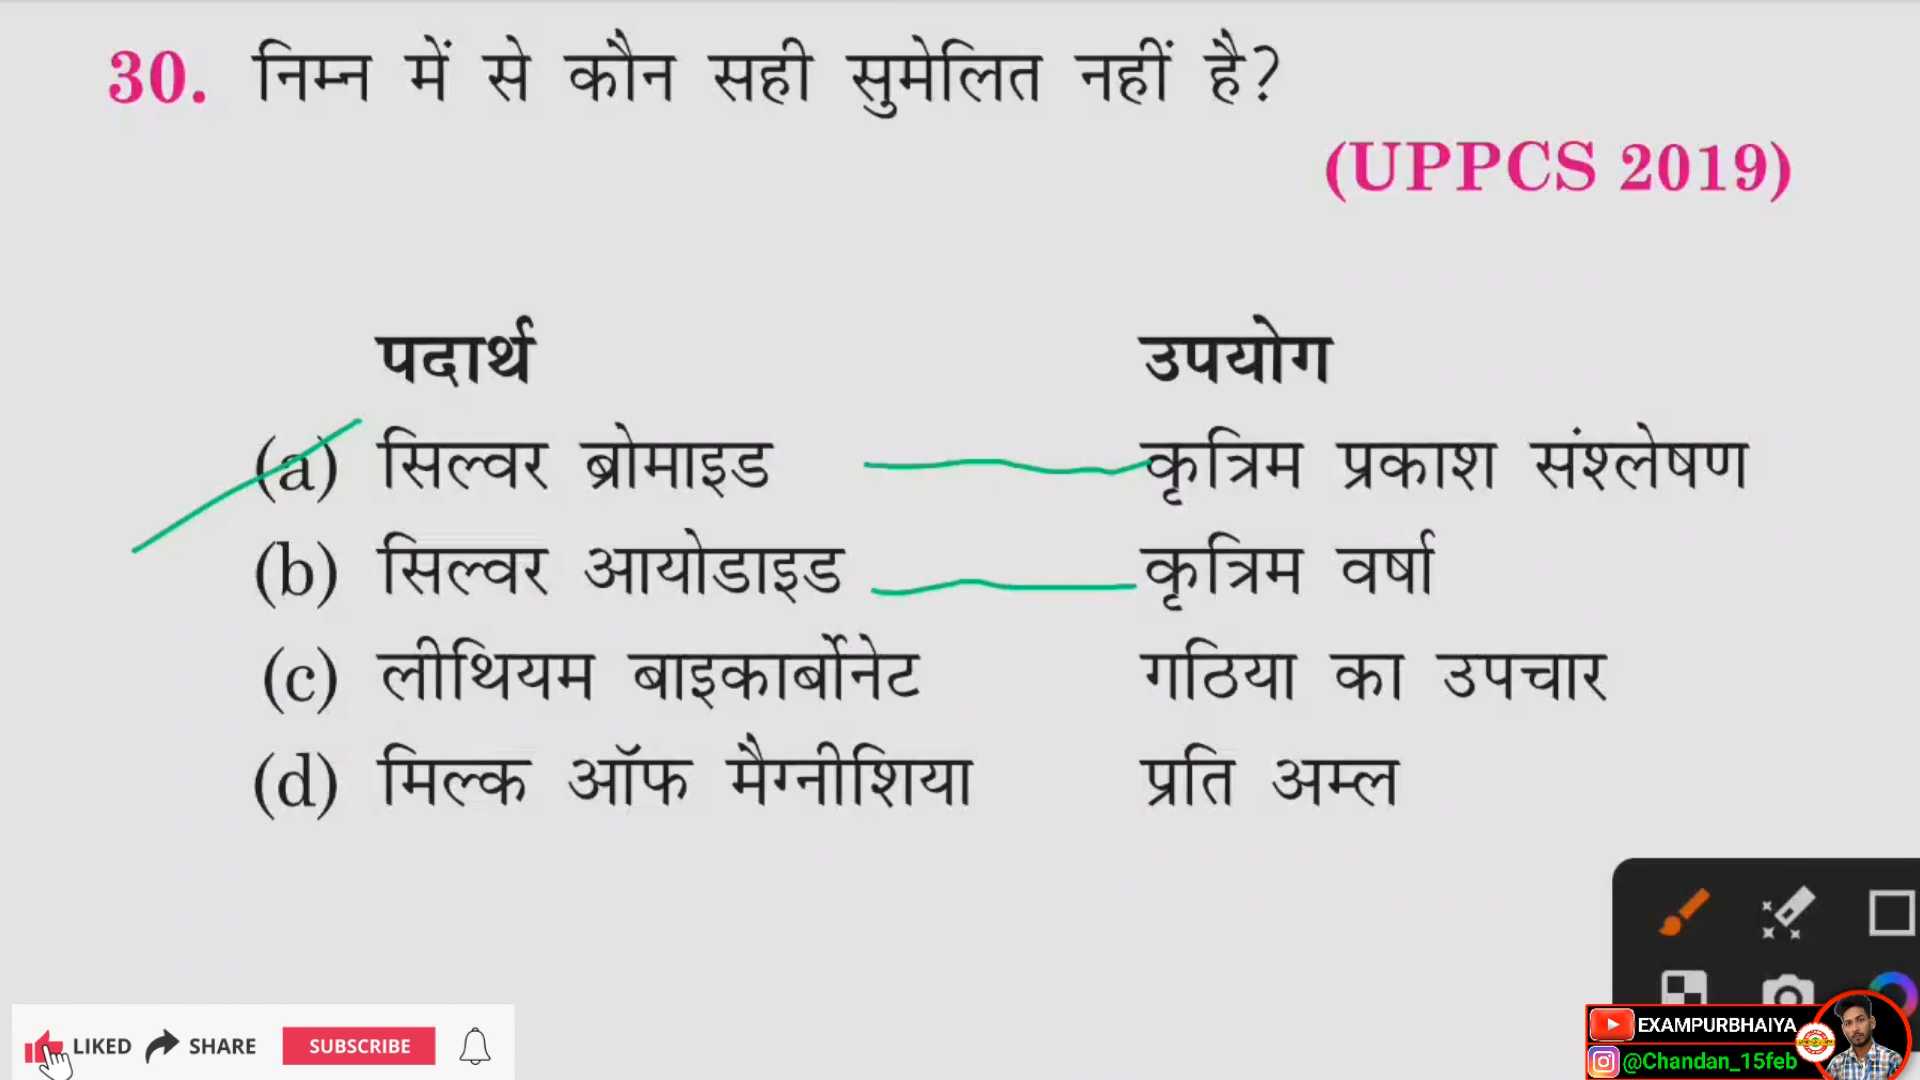 30. निम्न में से कौन सही सुमेलित नहीं है?
(UPPCS 2019)
पदार्थ उपयोग
(a) सिल्वर ब्रोमाइड कृत्रिम प्रकाश संश्लेषण
(b) सिल्वर आयोडाइड कृत्रिम वर्षा
(c) लीथियम बाइकार्बोनेट गठिया का उपचार
(d) मिल्क ऑफ मैग्नीशिया प्रति अम्ल
LIKED SHARE SUBSCRIBE
EXAMPURBHAIYA
@Chandan_15feb